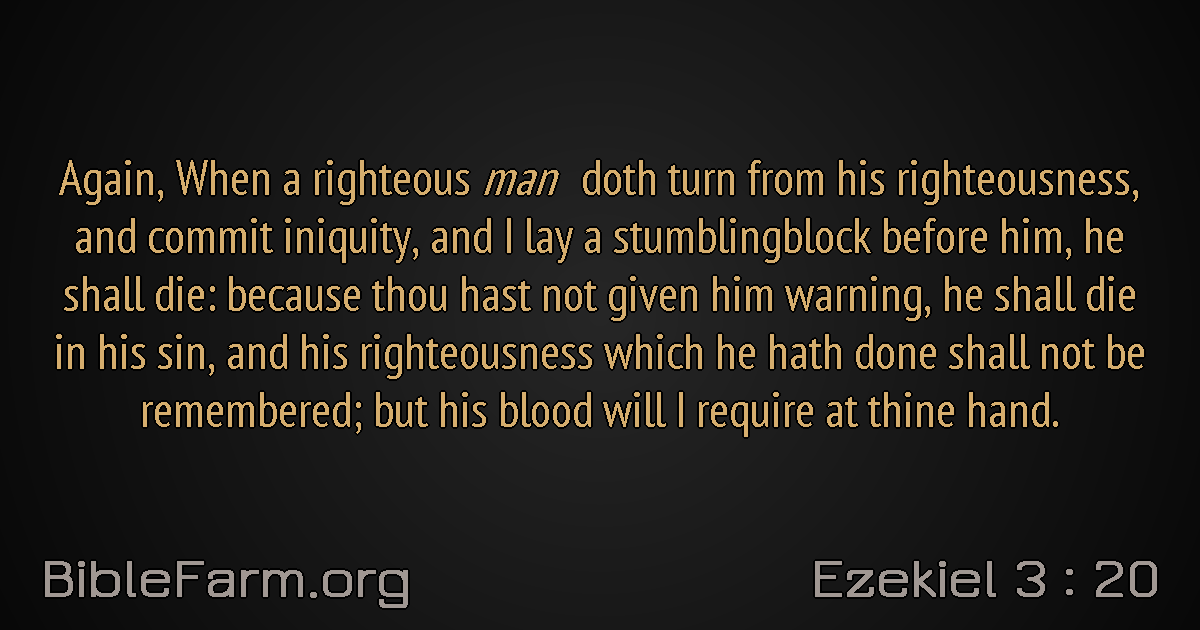 Again, When a righteous man doth turn from his righteousness,
and commit iniquity, and I lay a stumblingblock before him, he
shall die: because thou hast not given him warning, he shall die
in his sin, and his righteousness which he hath done shall not be
remembered; but his blood will I require at thine hand.
BibleFarm.org
Ezekiel 3 : 20